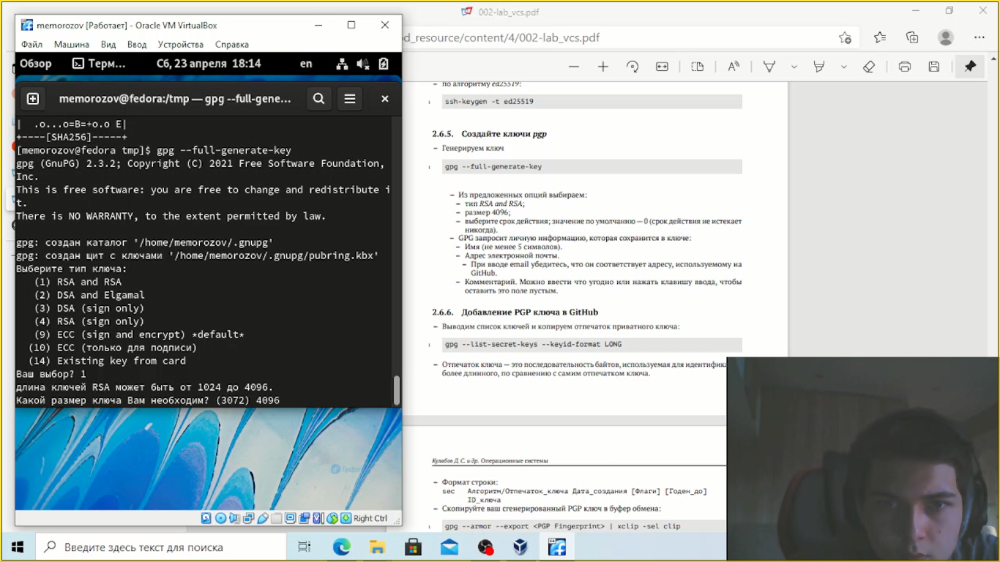 memorozov [Работает] - Oracle VM VirtualBox
Файл Машина Вид Ввод Устройства Справка
Обзор Терм... Сб, 23 апреля 18:14 en
memorozov@fedora:/tmp — gpg --full-gene...
| .o...o=B=+o.o E|
+----[SHA256]-----+
[memorozov@fedora tmp]$ gpg --full-generate-key
gpg (GnuPG) 2.3.2; Copyright (C) 2021 Free Software Foundation,
Inc.
This is free software: you are free to change and redistribute i
t.
There is NO WARRANTY, to the extent permitted by law.
gpg: создан каталог '/home/memorozov/.gnupg'
gpg: создан щит с ключами '/home/memorozov/.gnupg/pubring.kbx'
Выберите тип ключа:
(1) RSA and RSA
(2) DSA and Elgamal
(3) DSA (sign only)
(4) RSA (sign only)
(9) ECC (sign and encrypt) *default*
(10) ECC (только для подписи)
(14) Existing key from card
Ваш выбор? 1
длина ключей RSA может быть от 1024 до 4096.
Какой размер ключа Вам необходим? (3072) 4096
fedora
Right Ctrl
002-lab_vcs.pdf
d_resource/content/4/002-lab_vcs.pdf
– по алгоритму ed25519:
1 ssh-keygen -t ed25519
2.6.5. Создайте ключи pgp
– Генерируем ключ
1 gpg --full-generate-key
– Из предложенных опций выбираем:
– тип RSA and RSA;
– размер 4096;
– выберите срок действия; значение по умолчанию — 0 (срок действия не истекает
никогда).
– GPG запросит личную информацию, которая сохранится в ключе:
– Имя (не менее 5 символов).
– Адрес электронной почты.
– При вводе email убедитесь, что он соответствует адресу, используемому на
GitHub.
– Комментарий. Можно ввести что угодно или нажать клавишу ввода, чтобы
оставить это поле пустым.
2.6.6. Добавление PGP ключа в GitHub
– Выводим список ключей и копируем отпечаток приватного ключа:
1 gpg --list-secret-keys --keyid-format LONG
– Отпечаток ключа — это последовательность байтов, используемая для идентифика
более длинного, по сравнению с самим отпечатком ключа.
Кулябов Д. С. и др. Операционные системы
– Формат строки:
sec Алгоритм/Отпечаток_ключа Дата_создания [Флаги] [Годен_до]
ID_ключа
– Скопируйте ваш сгенерированный PGP ключ в буфер обмена:
1 gpg --armor --export <PGP Fingerprint> | xclip -sel clip
Введите здесь текст для поиска